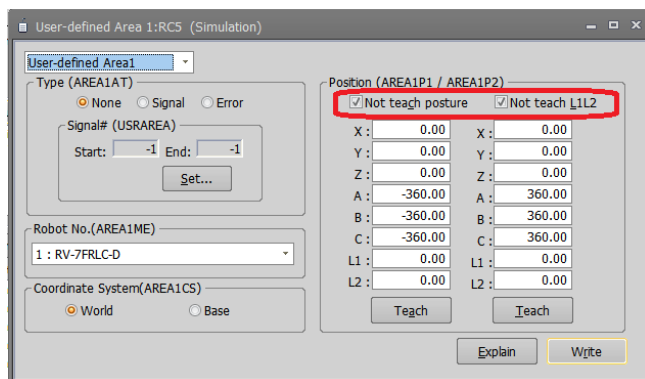 User-defined Area 1:RC5 (Simulation)
User-defined Area1
Type (AREA1AT)
None Signal Error
Signal# (USRAREA)
Start: -1 End: -1
Set...
Robot No.(AREA1ME)
1 : RV-7FRLC-D
Coordinate System(AREA1CS)
World Base
Position (AREA1P1 / AREA1P2)
Not teach posture Not teach L1L2
X : 0.00 X : 0.00
Y : 0.00 Y : 0.00
Z : 0.00 Z : 0.00
A : -360.00 A : 360.00
B : -360.00 B : 360.00
C : -360.00 C : 360.00
L1 : 0.00 L1 : 0.00
L2 : 0.00 L2 : 0.00
Teach Teach
Explain Write